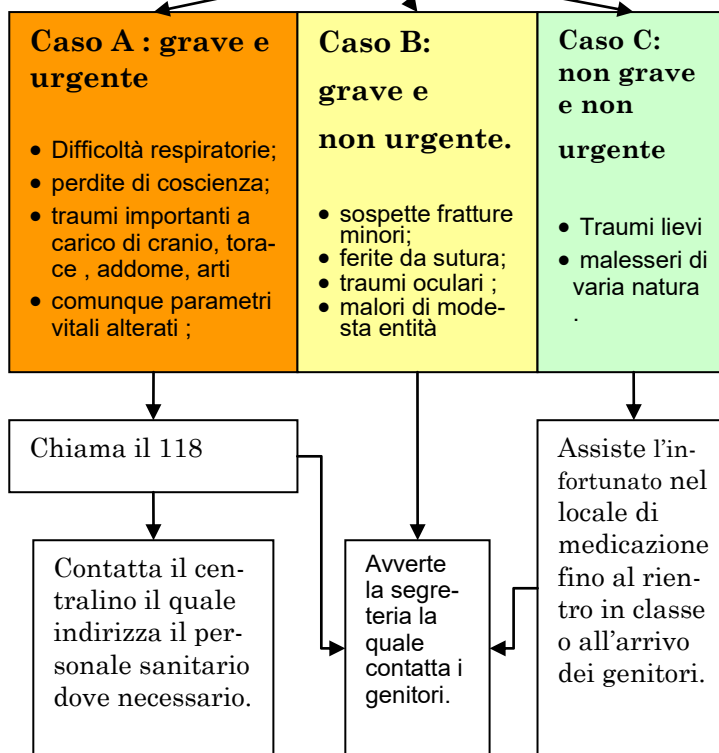 Caso A : grave e
urgente
• Difficoltà respiratorie;
• perdite di coscienza;
• traumi importanti a
carico di cranio, tora-
ce , addome, arti
• comunque parametri
vitali alterati ;
Caso B:
grave e
non urgente.
• sospette fratture
minori;
• ferite da sutura;
• traumi oculari ;
• malori di mode-
sta entità
Caso C:
non grave
e non
urgente
• Traumi lievi
• malesseri di
varia natura
.
Chiama il 118
Contatta il cen-
tralino il quale
indirizza il per-
sonale sanitario
dove necessario.
Avverte
la segre-
teria la
quale
contatta i
genitori.
Assiste l'in-
fortunato nel
locale di
medicazione
fino al rien-
tro in classe
o all'arrivo
dei genitori.